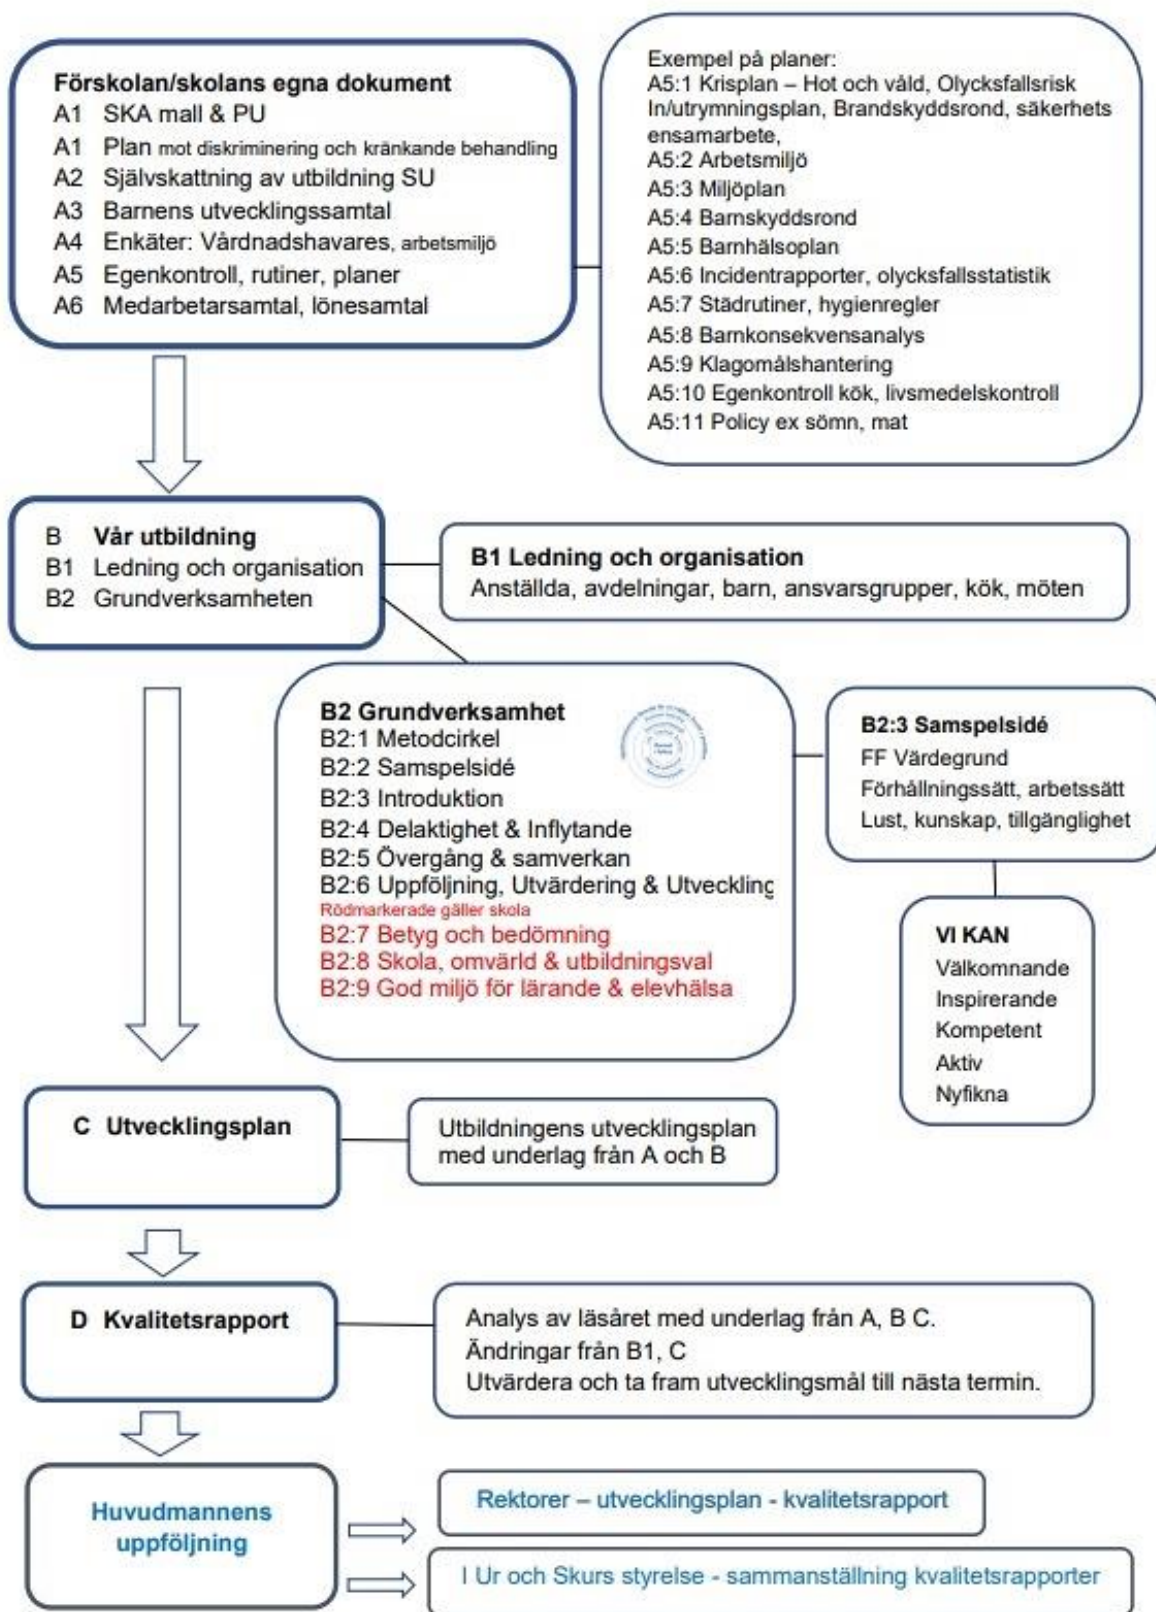 Förskolan/skolans egna dokument
A1 SKA mall & PU
A1 Plan mot diskriminering och kränkande behandling
A2 Självskattning av utbildning SU
A3 Barnens utvecklingssamtal
A4 Enkäter: Vårdnadshavares, arbetsmiljö
A5 Egenkontroll, rutiner, planer
A6 Medarbetarsamtal, lönesamtal
Exempel på planer:
A5:1 Krisplan – Hot och våld, Olycksfallsrisk
In/utrymningsplan, Brandskyddsrond, säkerhets
ensamarbete,
A5:2 Arbetsmiljö
A5:3 Miljöplan
A5:4 Barnskyddsrond
A5:5 Barnhälsoplan
A5:6 Incidentrapporter, olycksfallsstatistik
A5:7 Städrutiner, hygienregler
A5:8 Barnkonsekvensanalys
A5:9 Klagomålshantering
A5:10 Egenkontroll kök, livsmedelskontroll
A5:11 Policy ex sömn, mat
B Vår utbildning
B1 Ledning och organisation
B2 Grundverksamheten
B1 Ledning och organisation
Anställda, avdelningar, barn, ansvarsgrupper, kök, möten
B2 Grundverksamhet
B2:1 Metodcirkel
B2:2 Samspelsidé
B2:3 Introduktion
B2:4 Delaktighet & Inflytande
B2:5 Övergång & samverkan
B2:6 Uppföljning, Utvärdering & Utveckling
Rödmarkerade gäller skola
B2:7 Betyg och bedömning
B2:8 Skola, omvärld & utbildningsval
B2:9 God miljö för lärande & elevhälsa
B2:3 Samspelsidé
FF Värdegrund
Förhållningssätt, arbetssätt
Lust, kunskap, tillgänglighet
VI KAN
Välkomnande
Inspirerande
Kompetent
Aktiv
Nyfikna
C Utvecklingsplan
Utbildningens utvecklingsplan
med underlag från A och B
D Kvalitetsrapport
Analys av läsåret med underlag från A, B C.
Ändringar från B1, C
Utvärdera och ta fram utvecklingsmål till nästa termin.
Huvudmannens
uppföljning
Rektorer – utvecklingsplan - kvalitetsrapport
I Ur och Skurs styrelse - sammanställning kvalitetsrapporter